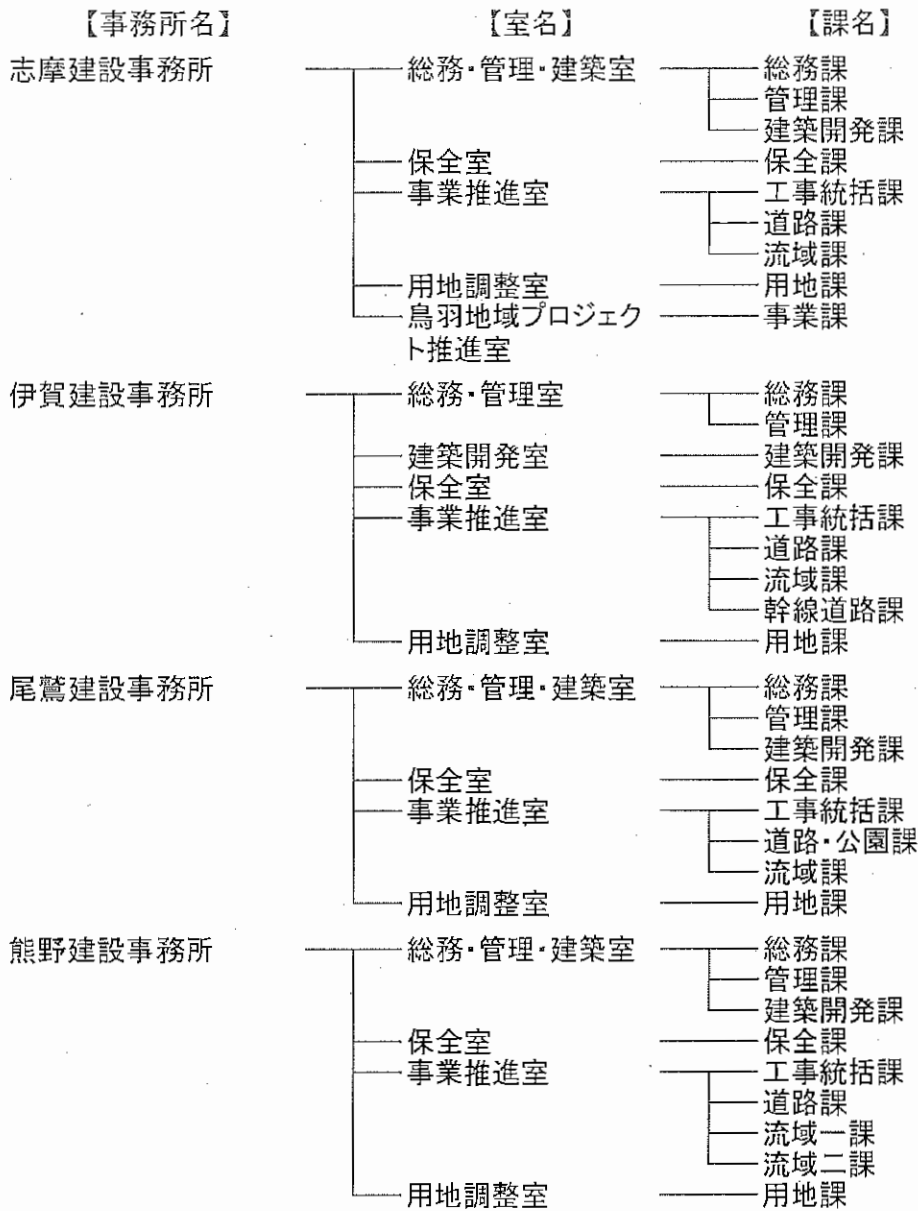 【事務所名】 【室名】 【課名】
志摩建設事務所 総務・管理・建築室 総務課
管理課
建築開発課
保全室 保全課
事業推進室 工事統括課
道路課
流域課
用地調整室 用地課
鳥羽地域プロジェク 事業課
ト推進室
伊賀建設事務所 総務・管理室 総務課
管理課
建築開発室 建築開発課
保全室 保全課
事業推進室 工事統括課
道路課
流域課
幹線道路課
用地調整室 用地課
尾鷲建設事務所 総務・管理・建築室 総務課
管理課
建築開発課
保全室 保全課
事業推進室 工事統括課
道路・公園課
流域課
用地調整室 用地課
熊野建設事務所 総務・管理・建築室 総務課
管理課
建築開発課
保全室 保全課
事業推進室 工事統括課
道路課
流域一課
流域二課
用地調整室 用地課